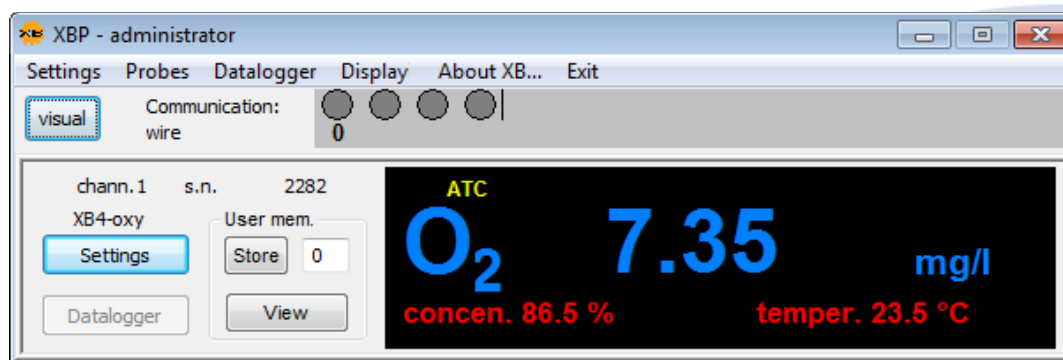 XBP - administrator
Settings Probes Datalogger Display About XB... Exit
visual
Communication:
wire
0
chann. 1 s.n. 2282
XB4-oxy
Settings
Datalogger
User mem.
Store 0
View
ATC
O₂ 7.35 mg/l
concen. 86.5 % temper. 23.5 °C